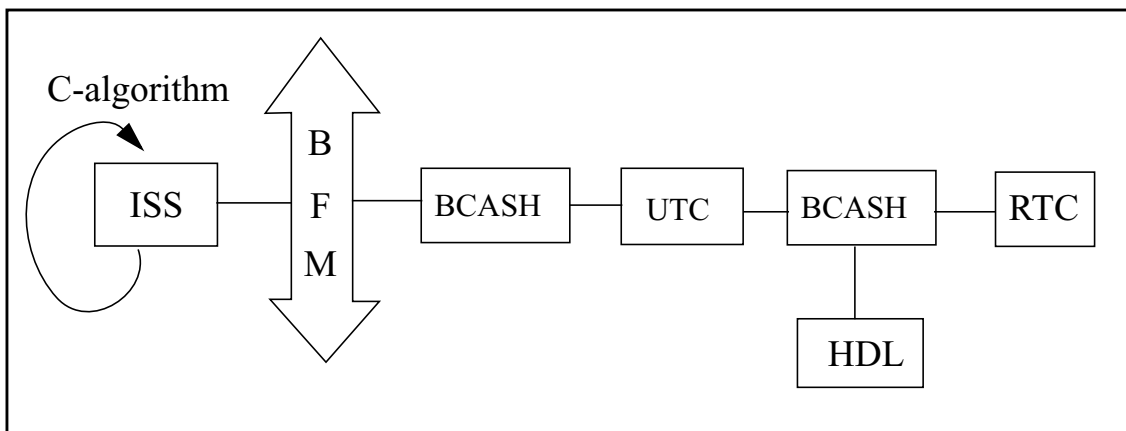 C-algorithm
ISS
B
F
M
BCASH
UTC
BCASH
RTC
HDL